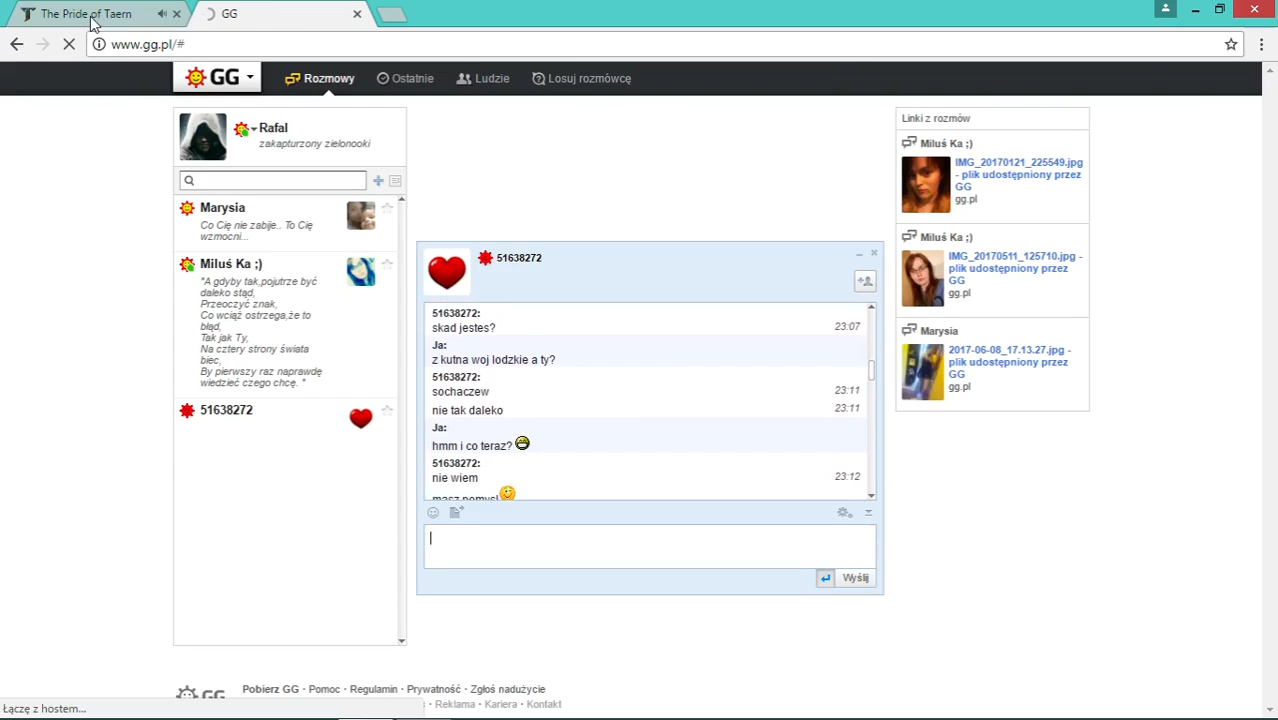 The Pride of Taern
GG
www.gg.pl/#
GG
Rozmowy
Ostatnie
Ludzie
Losuj rozmówcę
Rafal
zakapturzony zielonooki
Marysia
Co Cię nie zabije.. To Cię
wzmocni...
Miluś Ka ;)
"A gdyby tak,pojutrze być
daleko stąd,
Przeoczyć znak,
Co wciąż ostrzega,że to
błąd,
Tak jak Ty,
Na cztery strony świata
biec,
By pierwszy raz naprawdę
wiedzieć czego chcę. "
51638272
51638272
51638272:
skad jestes? 23:07
Ja:
z kutna woj lodzkie a ty?
51638272:
sochaczew 23:11
nie tak daleko 23:11
Ja:
hmm i co teraz?
51638272:
nie wiem 23:12
masz pomysl
Wyślij
Linki z rozmów
Miluś Ka ;)
IMG_20170121_225549.jpg
- plik udostępniony przez
GG
gg.pl
Miluś Ka ;)
IMG_20170511_125710.jpg -
plik udostępniony przez
GG
gg.pl
Marysia
2017-06-08_17.13.27.jpg -
plik udostępniony przez
GG
gg.pl
GG
Pobierz GG · Pomoc · Regulamin · Prywatność · Zgłoś nadużycie
· Reklama · Kariera · Kontakt
Łączę z hostem...